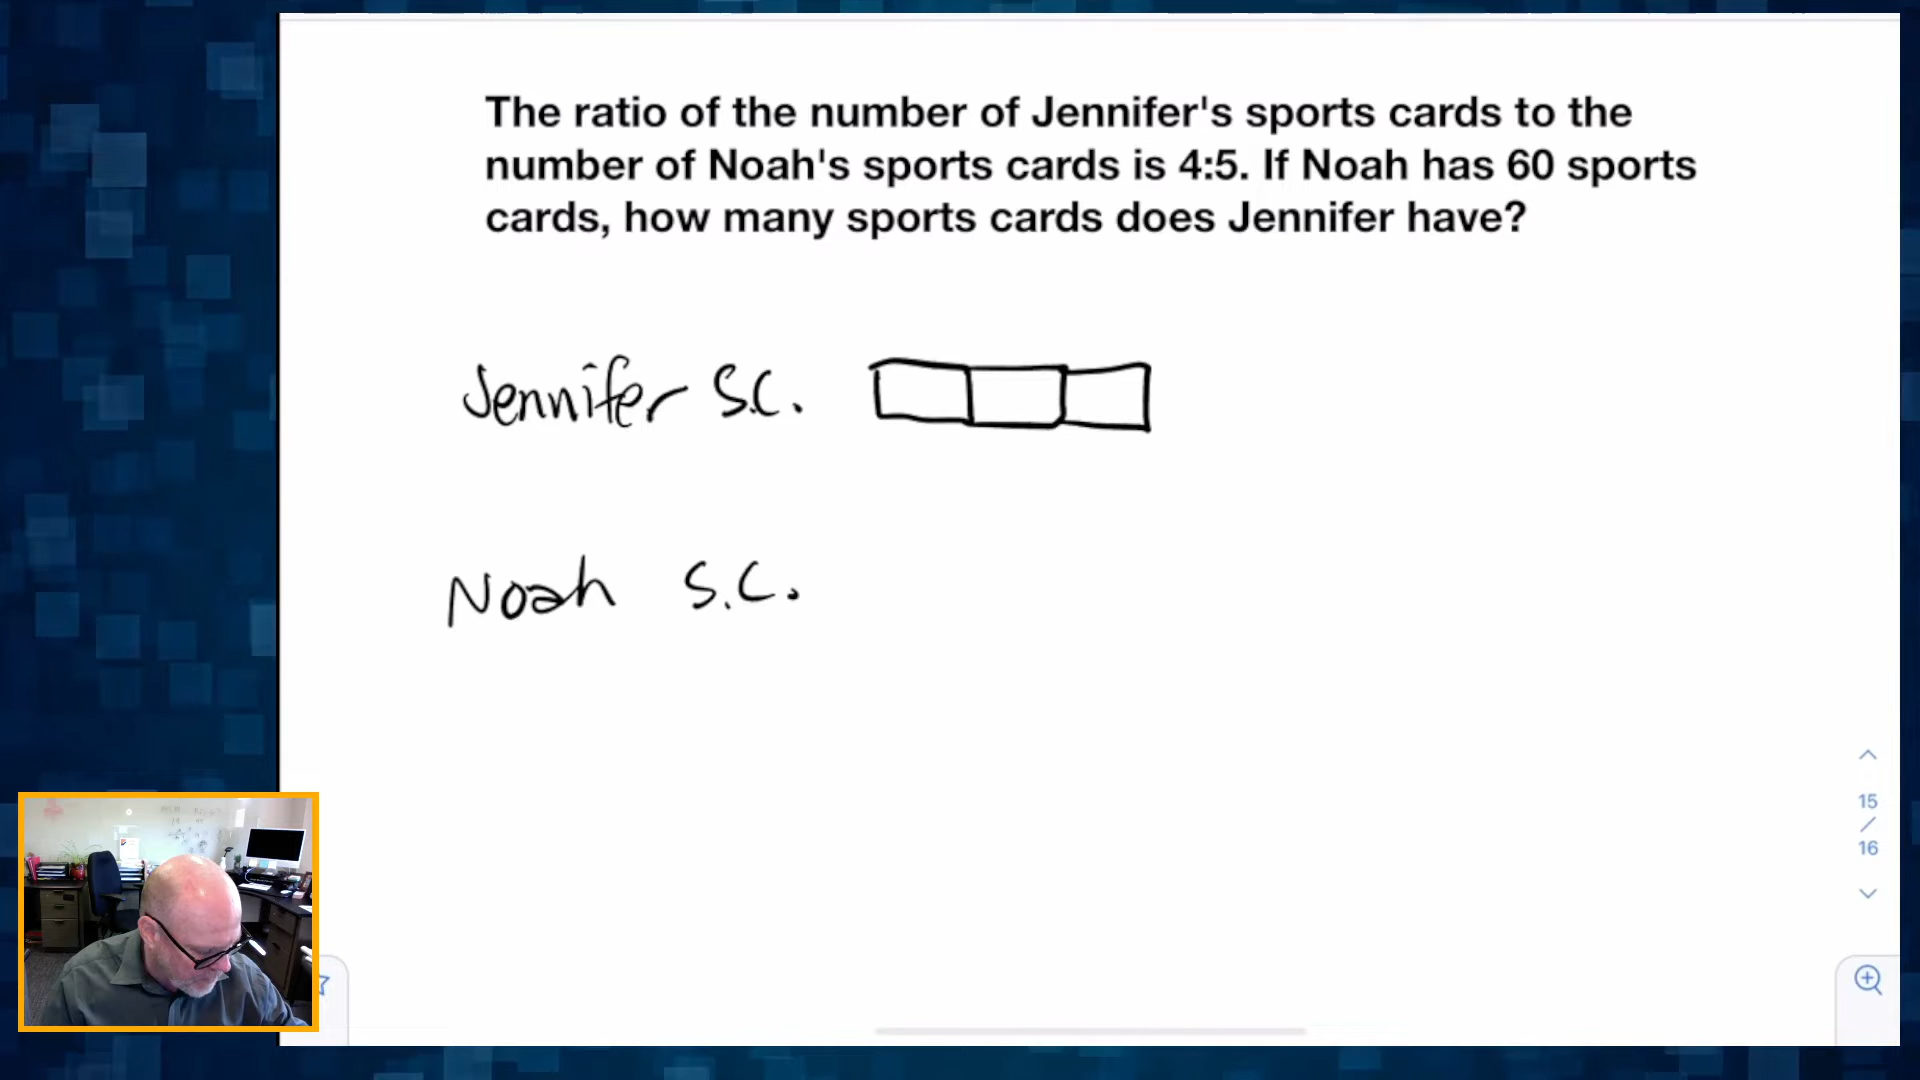 The ratio of the number of Jennifer's sports cards to the
number of Noah's sports cards is 4:5. If Noah has 60 sports
cards, how many sports cards does Jennifer have?
Jennifer S.C.
Noah S.C.
15
/
16